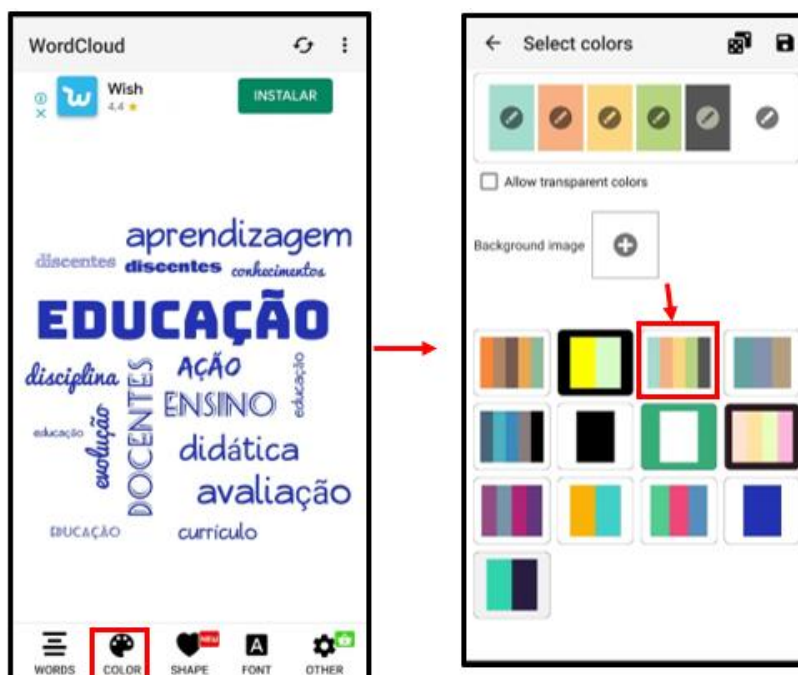 WordCloud
Wish
4,4 ★
INSTALAR
aprendizagem
discentes discentes conhecimentos
EDUCAÇÃO
disciplina
DOCENTES
AÇÃO
educação
ENSINO
educação
evolução
didática
avaliação
EDUCAÇÃO
currículo
WORDS COLOR SHAPE NEW FONT OTHER
Select colors
Allow transparent colors
Background image